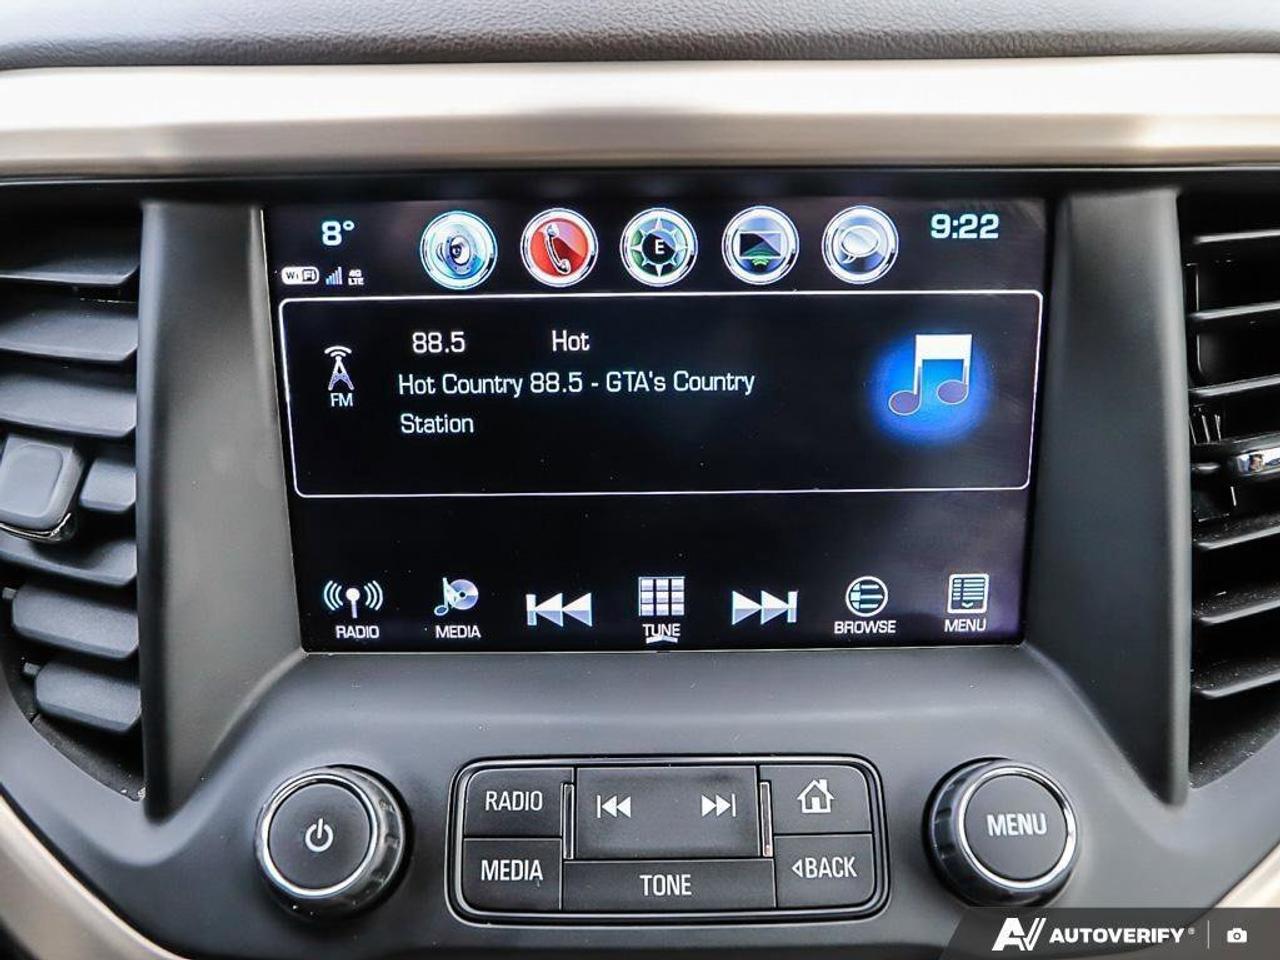 8°
E
9:22
WiFi
4G
LTE
88.5 Hot
FM
Hot Country 88.5 - GTA's Country
Station
RADIO
MEDIA
TUNE
BROWSE
MENU
RADIO
MEDIA
TONE
BACK
MENU
AUTOVERIFY